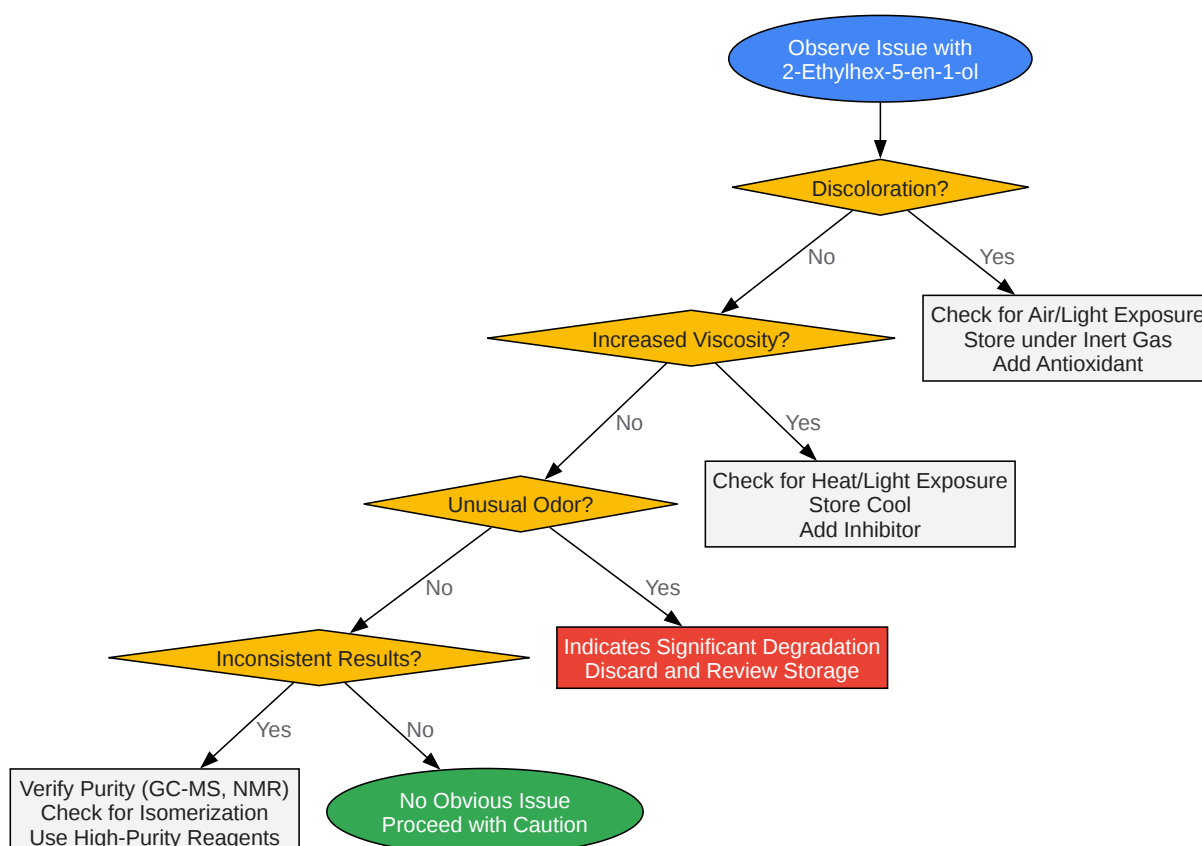 Observe Issue with
2-Ethylhex-5-en-1-ol
Discoloration?
No
Yes
Check for Air/Light Exposure
Store under Inert Gas
Add Antioxidant
Increased Viscosity?
No
Yes
Check for Heat/Light Exposure
Store Cool
Add Inhibitor
Unusual Odor?
No
Yes
Indicates Significant Degradation
Discard and Review Storage
Inconsistent Results?
Yes
No
Verify Purity (GC-MS, NMR)
Check for Isomerization
Use High-Purity Reagents
No Obvious Issue
Proceed with Caution